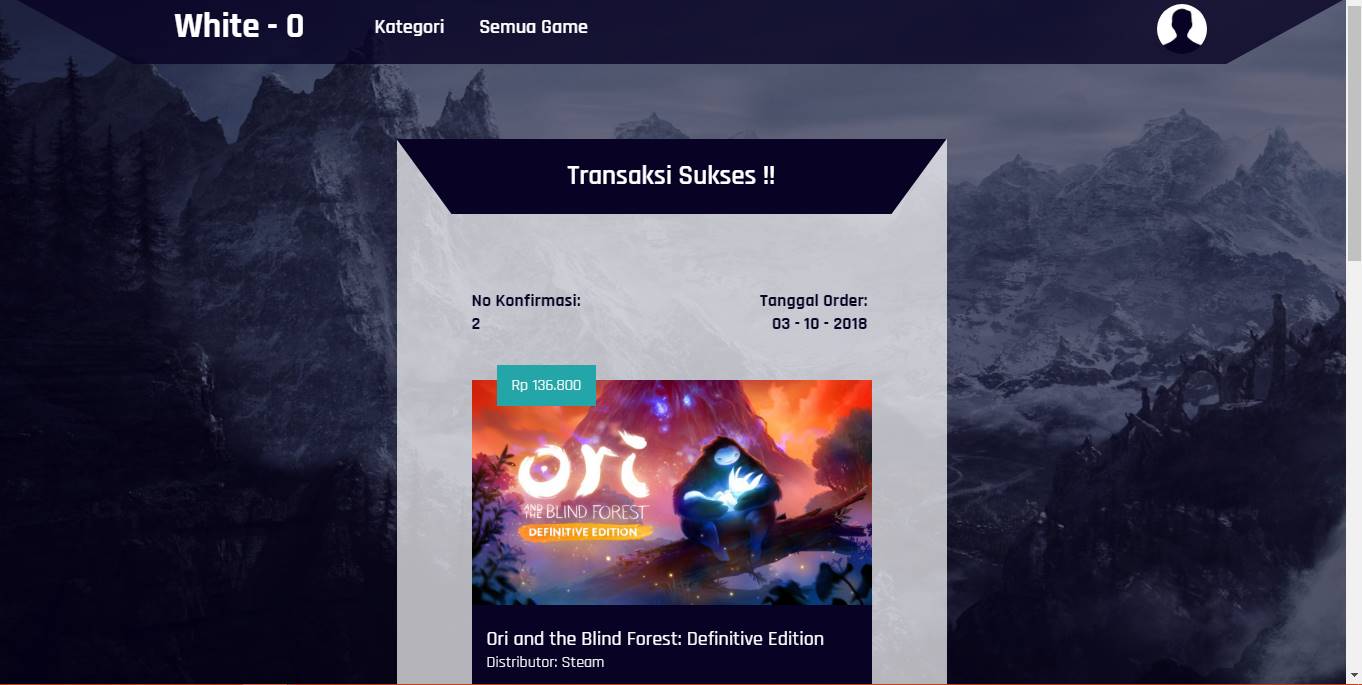 White - 0
Kategori
Semua Game
Transaksi Sukses !!
No Konfirmasi:
2
Tanggal Order:
03 - 10 - 2018
Rp 136.800
ori
AND THE BLIND FOREST
DEFINITIVE EDITION
Ori and the Blind Forest: Definitive Edition
Distributor: Steam